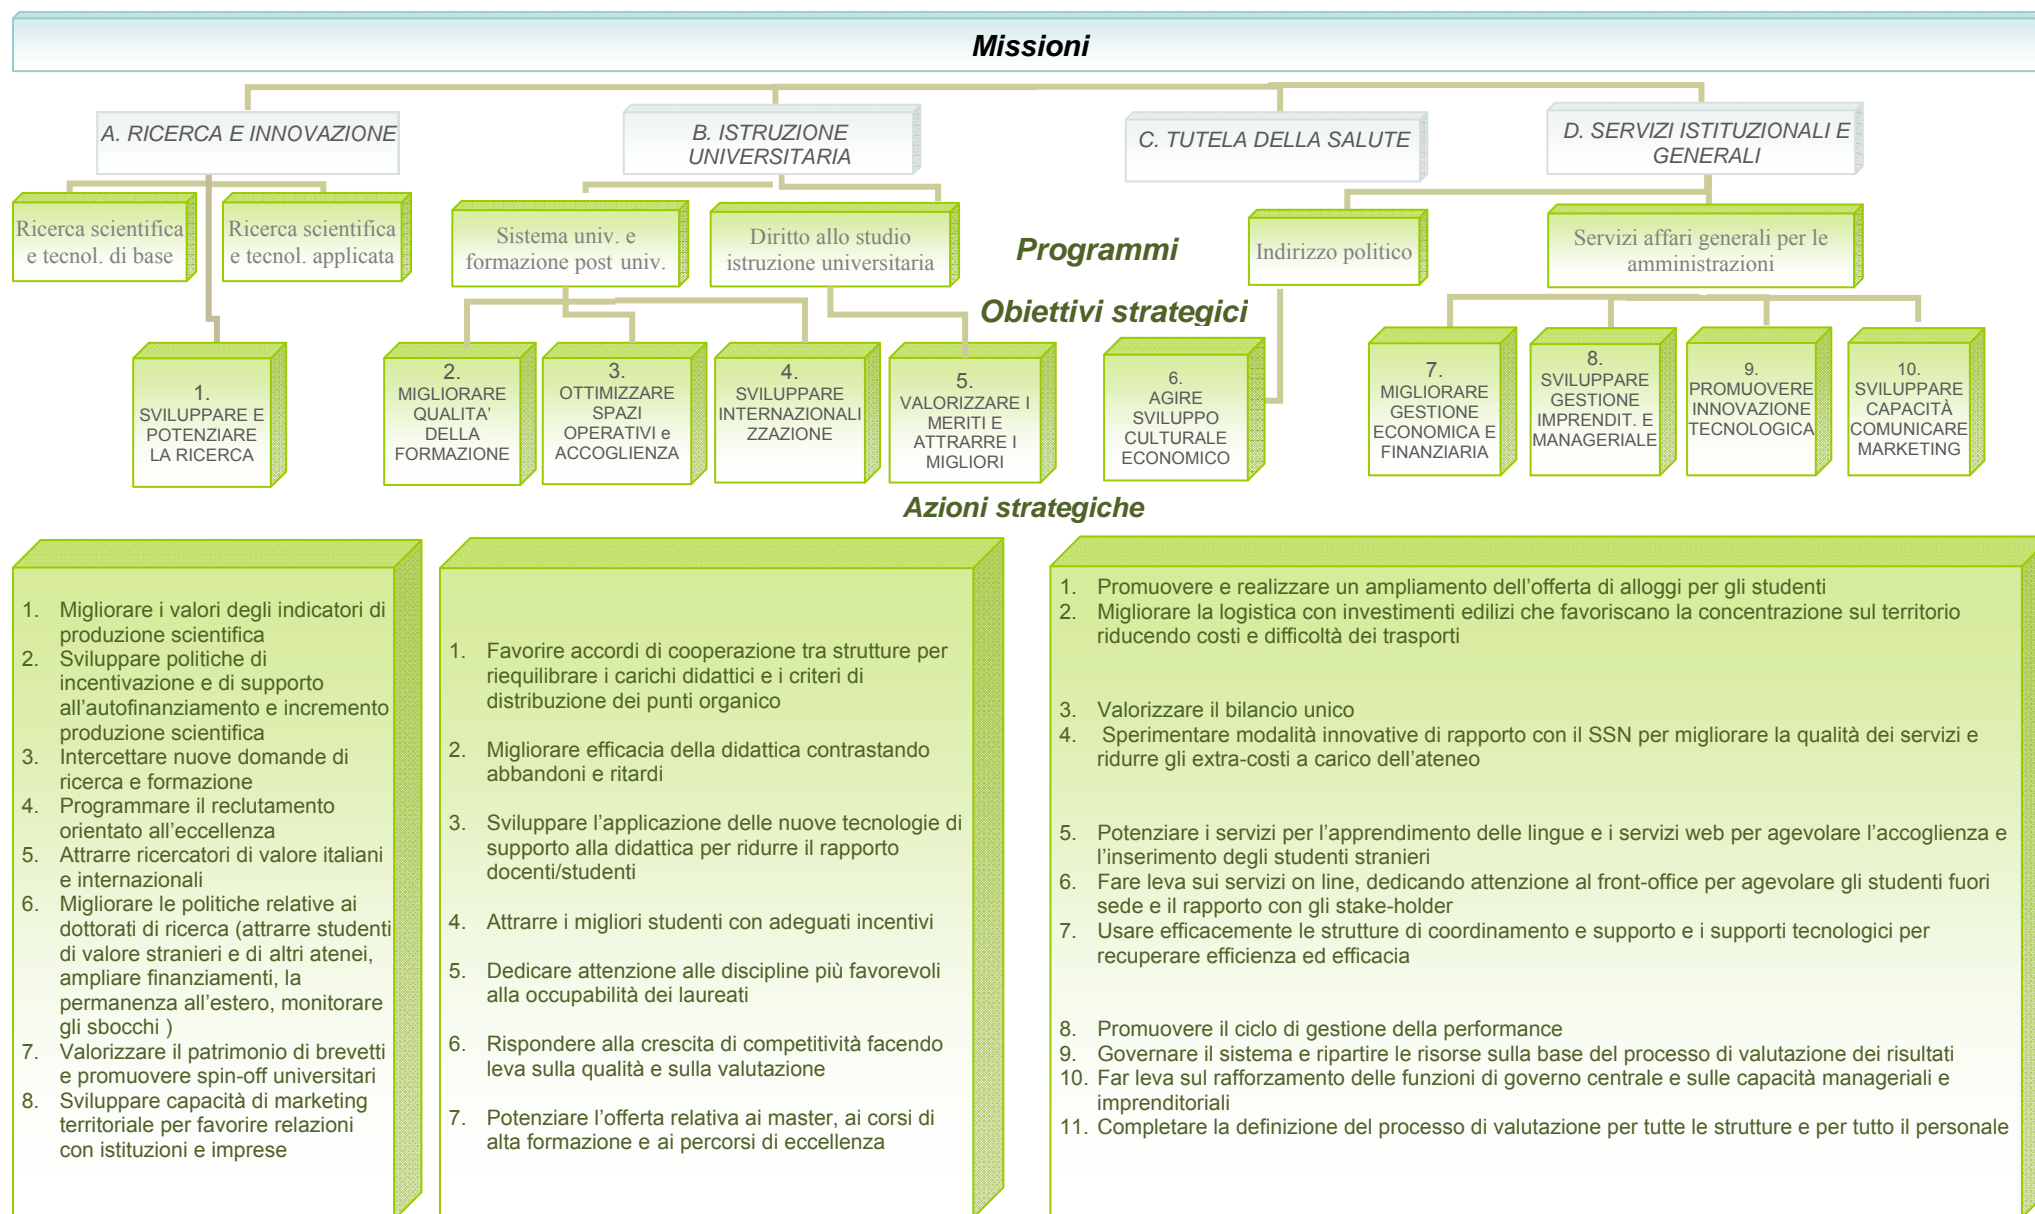 Missioni
A. RICERCA E INNOVAZIONE
B. ISTRUZIONE
UNIVERSITARIA
C. TUTELA DELLA SALUTE
D. SERVIZI ISTITUZIONALI E
GENERALI
Ricerca scientifica
e tecnol. di base
Ricerca scientifica
e tecnol. applicata
Sistema univ. e
formazione post univ.
Diritto allo studio
istruzione universitaria
Programmi
Indirizzo politico
Servizi affari generali per le
amministrazioni
Obiettivi strategici
1.
SVILUPPARE E
POTENZIARE
LA RICERCA
2.
MIGLIORARE
QUALITA’
DELLA
FORMAZIONE
3.
OTTIMIZZARE
SPAZI
OPERATIVI e
ACCOGLIENZA
4.
SVILUPPARE
INTERNAZIONALI
ZZAZIONE
5.
VALORIZZARE I
MERITI E
ATTRARRE I
MIGLIORI
6.
AGIRE
SVILUPPO
CULTURALE
ECONOMICO
7.
MIGLIORARE
GESTIONE
ECONOMICA E
FINANZIARIA
8.
SVILUPPARE
GESTIONE
IMPRENDIT. E
MANAGERIALE
9.
PROMUOVERE
INNOVAZIONE
TECNOLOGICA
10.
SVILUPPARE
CAPACITÀ
COMUNICARE
MARKETING
Azioni strategiche
1. Migliorare i valori degli indicatori di
produzione scientifica
2. Sviluppare politiche di
incentivazione e di supporto
all’autofinanziamento e incremento
produzione scientifica
3. Intercettare nuove domande di
ricerca e formazione
4. Programmare il reclutamento
orientato all’eccellenza
5. Attrarre ricercatori di valore italiani
e internazionali
6. Migliorare le politiche relative ai
dottorati di ricerca (attrarre studenti
di valore stranieri e di altri atenei,
ampliare finanziamenti, la
permanenza all’estero, monitorare
gli sbocchi )
7. Valorizzare il patrimonio di brevetti
e promuovere spin-off universitari
8. Sviluppare capacità di marketing
territoriale per favorire relazioni
con istituzioni e imprese
1. Favorire accordi di cooperazione tra strutture per
riequilibrare i carichi didattici e i criteri di
distribuzione dei punti organico
2. Migliorare efficacia della didattica contrastando
abbandoni e ritardi
3. Sviluppare l’applicazione delle nuove tecnologie di
supporto alla didattica per ridurre il rapporto
docenti/studenti
4. Attrarre i migliori studenti con adeguati incentivi
5. Dedicare attenzione alle discipline più favorevoli
alla occupabilità dei laureati
6. Rispondere alla crescita di competitività facendo
leva sulla qualità e sulla valutazione
7. Potenziare l’offerta relativa ai master, ai corsi di
alta formazione e ai percorsi di eccellenza
1. Promuovere e realizzare un ampliamento dell’offerta di alloggi per gli studenti
2. Migliorare la logistica con investimenti edilizi che favoriscano la concentrazione sul territorio
riducendo costi e difficoltà dei trasporti
3. Valorizzare il bilancio unico
4. Sperimentare modalità innovative di rapporto con il SSN per migliorare la qualità dei servizi e
ridurre gli extra-costi a carico dell’ateneo
5. Potenziare i servizi per l’apprendimento delle lingue e i servizi web per agevolare l’accoglienza e
l’inserimento degli studenti stranieri
6. Fare leva sui servizi on line, dedicando attenzione al front-office per agevolare gli studenti fuori
sede e il rapporto con gli stake-holder
7. Usare efficacemente le strutture di coordinamento e supporto e i supporti tecnologici per
recuperare efficienza ed efficacia
8. Promuovere il ciclo di gestione della performance
9. Governare il sistema e ripartire le risorse sulla base del processo di valutazione dei risultati
10. Far leva sul rafforzamento delle funzioni di governo centrale e sulle capacità manageriali e
imprenditoriali
11. Completare la definizione del processo di valutazione per tutte le strutture e per tutto il personale